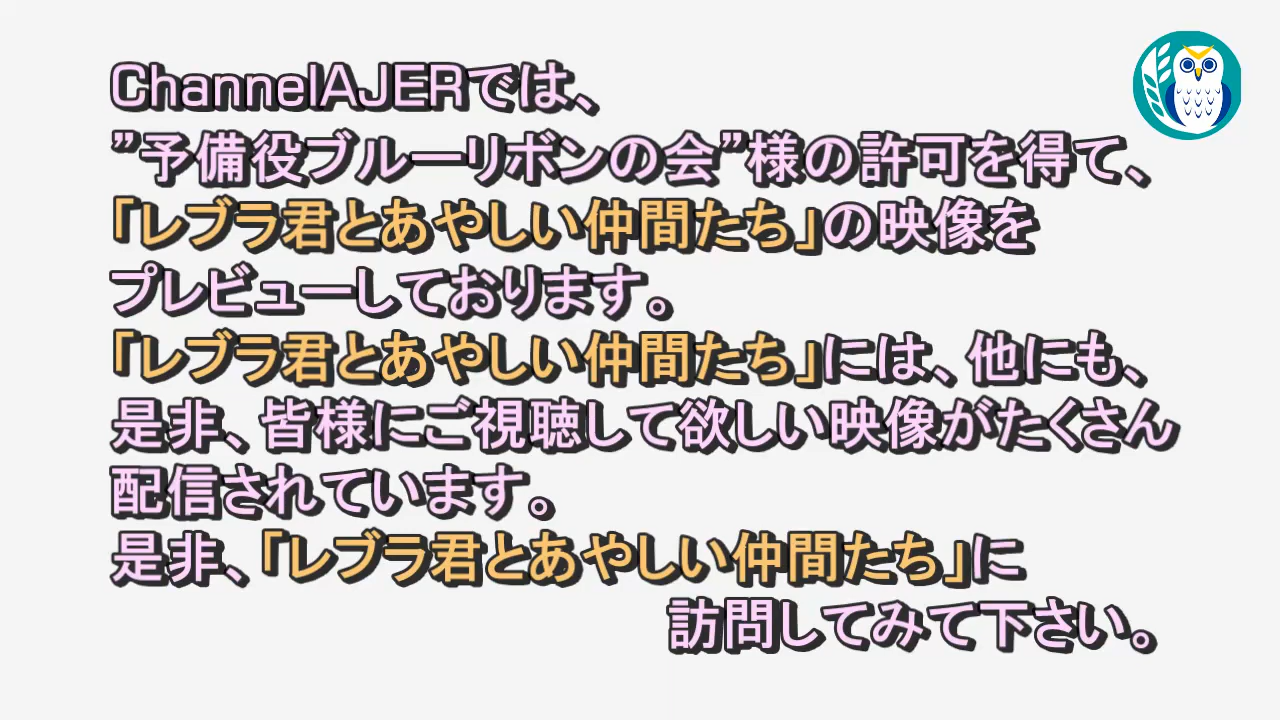 ChannelAJERでは、
”予備役ブルーリボンの会”様の許可を得て、
「レブラ君とあやしい仲間たち」の映像を
プレビューしております。
「レブラ君とあやしい仲間たち」には、他にも、
是非、皆様にご視聴して欲しい映像がたくさん
配信されています。
是非、「レブラ君とあやしい仲間たち」に
訪問してみて下さい。